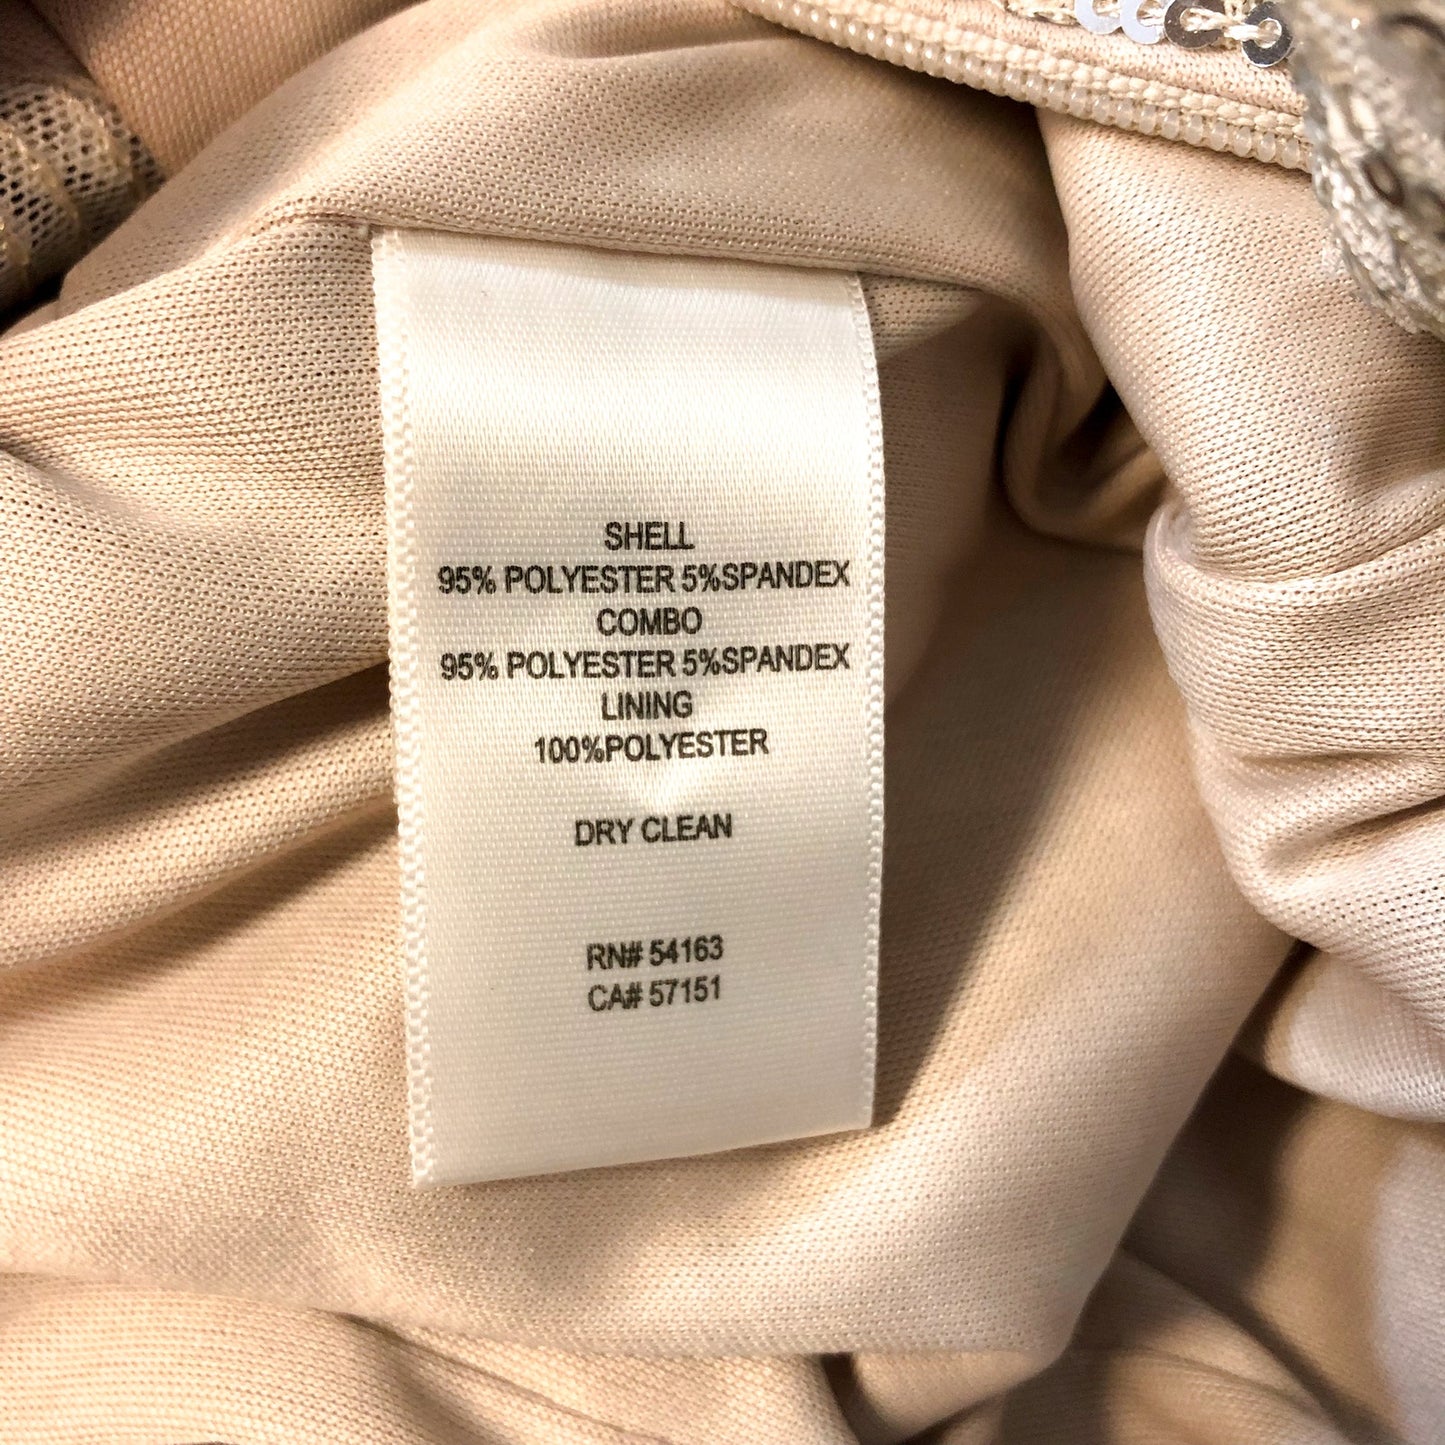 SHELL
95% POLYESTER 5%SPANDEX
COMBO
95% POLYESTER 5%SPANDEX
LINING
100%POLYESTER
DRY CLEAN
RN# 54163
CA# 57151